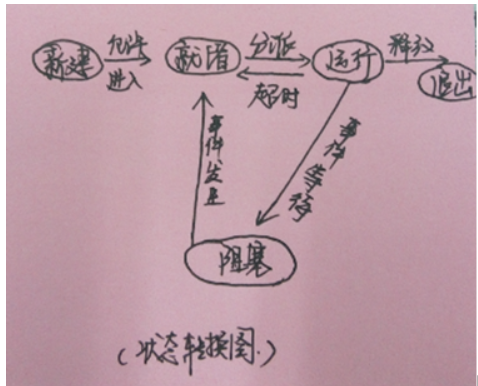 新建
允许
进入
就绪
分派
超时
运行
释放
退出
事件发生
事件等待
阻塞
(状态转换图.)